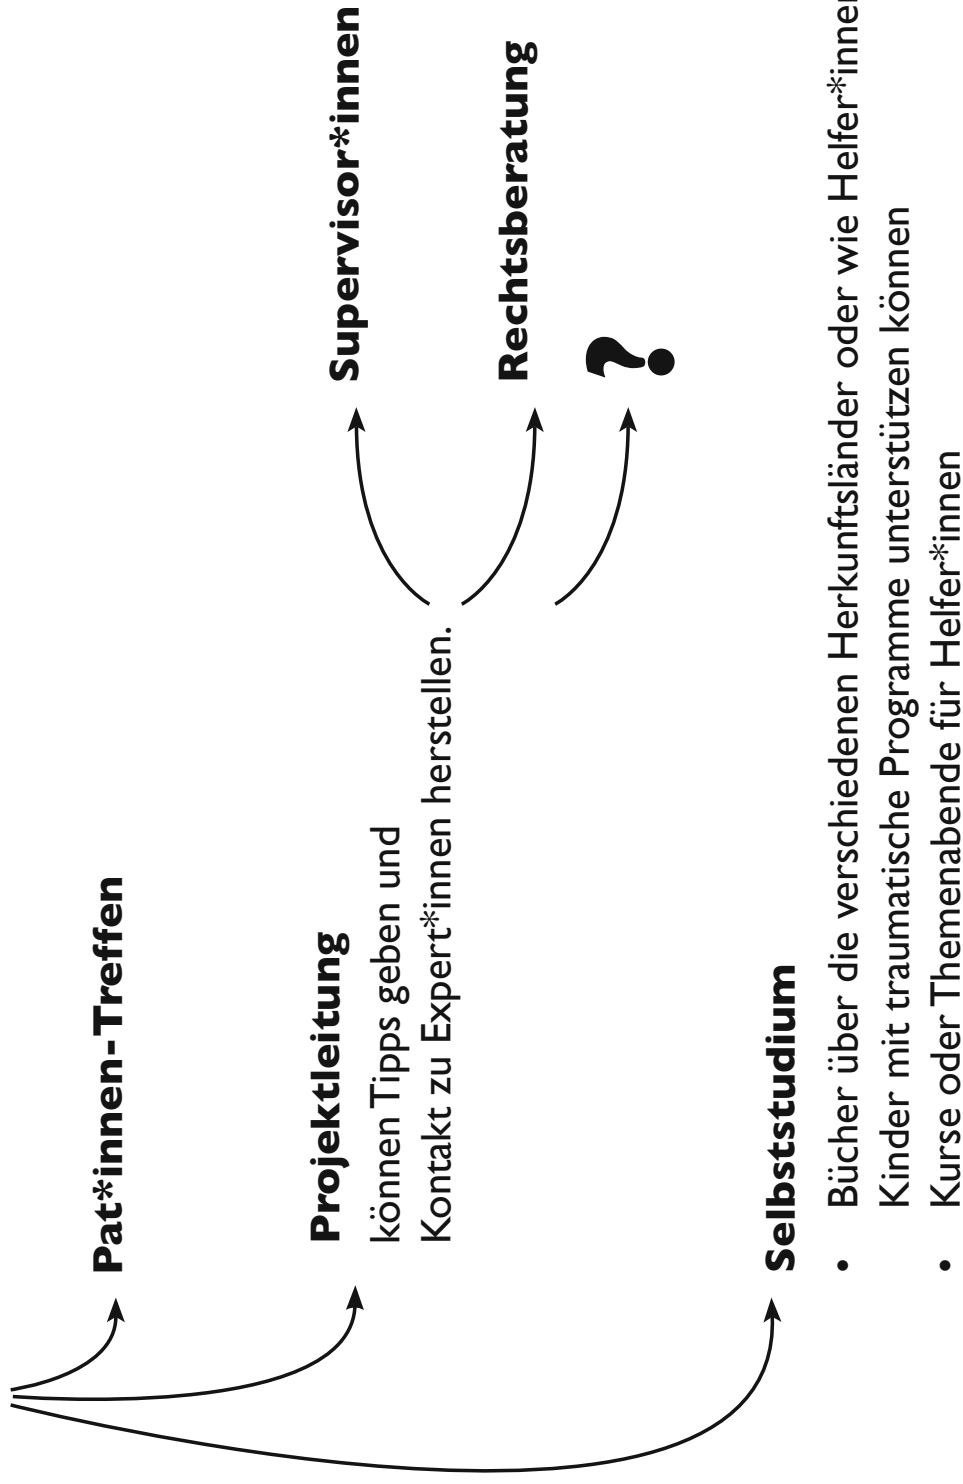 Pat*innen-Treffen
Projektleitung
können Tipps geben und
Kontakt zu Expert*innen herstellen.
Supervisor*innen
Rechtsberatung
?
Selbststudium
• Bücher über die verschiedenen Herkunftsländer oder wie Helfer*innen
Kinder mit traumatische Programme unterstützen können
• Kurse oder Themenabende für Helfer*innen